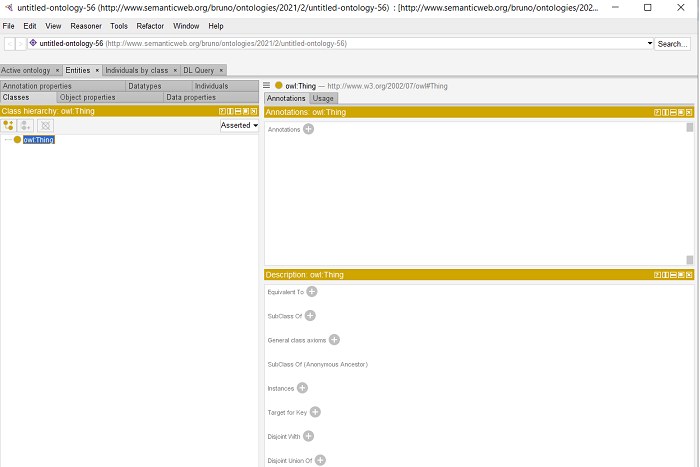 untitled-ontology-56 (http://www.semanticweb.org/bruno/ontologies/2021/2/untitled-ontology-56) : [http://www.semanticweb.org/bruno/ontologies/202...
File Edit View Reasoner Tools Refactor Window Help
< > untitled-ontology-56 (http://www.semanticweb.org/bruno/ontologies/2021/2/untitled-ontology-56) Search...
Active ontology × Entities × Individuals by class × DL Query ×
Annotation properties Datatypes Individuals
Classes Object properties Data properties
Class hierarchy: owl:Thing
Asserted
owl:Thing
owl:Thing — http://www.w3.org/2002/07/owl#Thing
Annotations Usage
Annotations: owl:Thing
Annotations
Description: owl:Thing
Equivalent To
SubClass Of
General class axioms
SubClass Of (Anonymous Ancestor)
Instances
Target for Key
Disjoint With
Disjoint Union Of